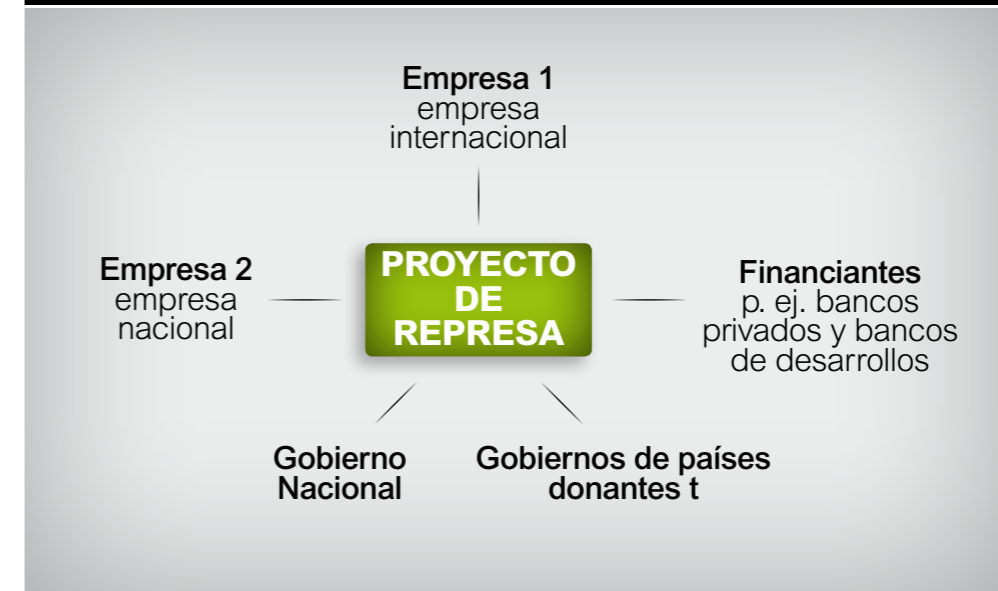 Empresa 1
empresa
internacional
Empresa 2
empresa
nacional
PROYECTO
DE
REPRESA
Financiantes
p. ej. bancos
privados y bancos
de desarrollos
Gobierno
Nacional
Gobiernos de países
donantes t